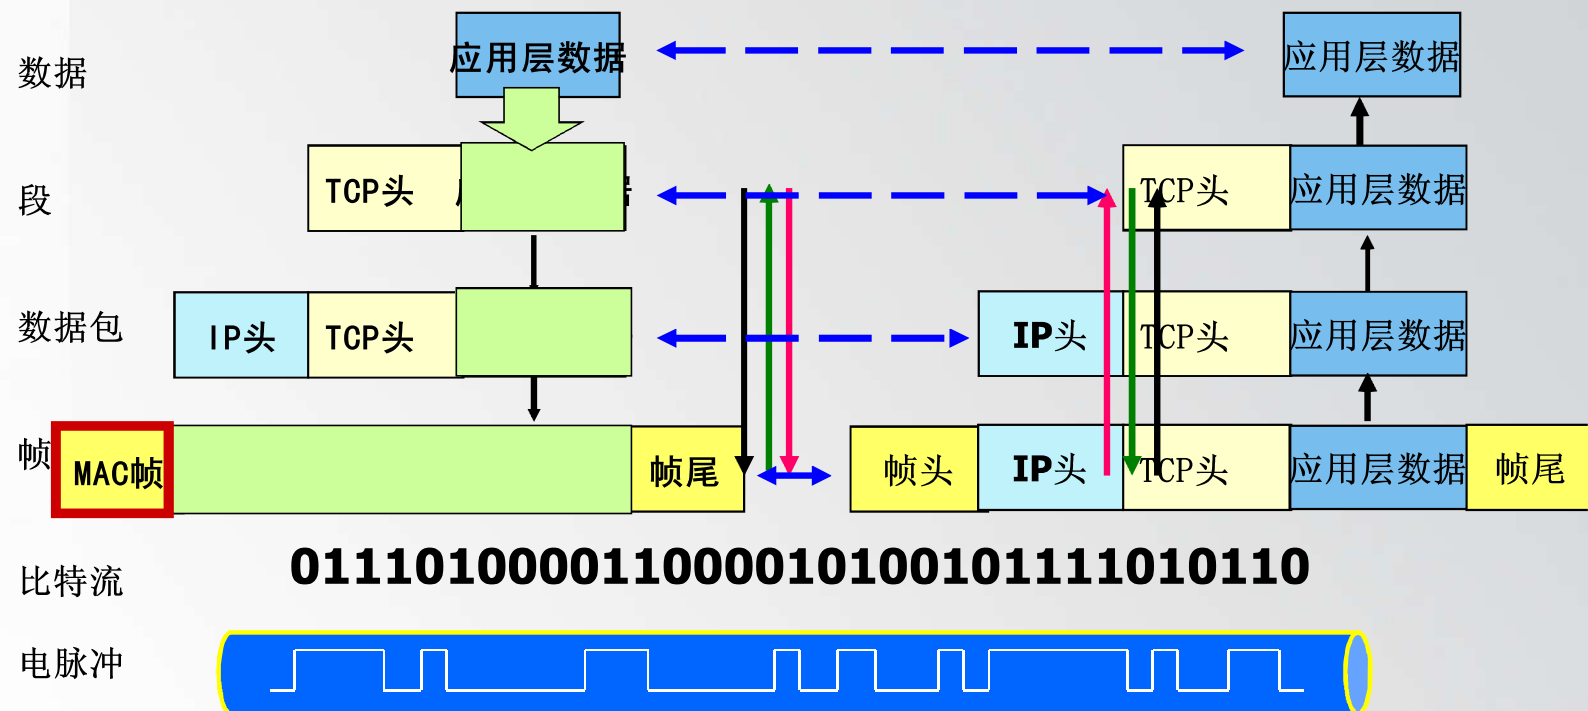 数据
应用层数据
应用层数据
段
TCP头
TCP头
应用层数据
数据包
IP头
TCP头
IP头
TCP头
应用层数据
帧
MAC帧
帧尾
帧头
IP头
TCP头
应用层数据
帧尾
比特流
011101000011000010100101111010110
电脉冲